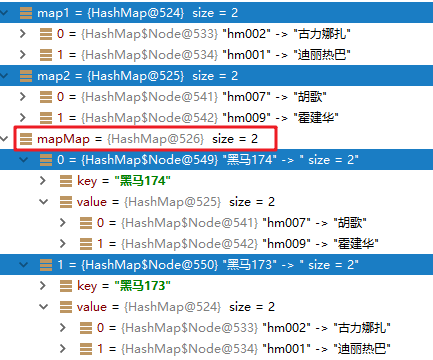 map1 = {HashMap@524} size = 2
0 = {HashMap$Node@533} "hm002" -> "古力娜扎"
1 = {HashMap$Node@534} "hm001" -> "迪丽热巴"
map2 = {HashMap@525} size = 2
0 = {HashMap$Node@541} "hm007" -> "胡歌"
1 = {HashMap$Node@542} "hm009" -> "霍建华"
mapMap = {HashMap@526} size = 2
0 = {HashMap$Node@549} "黑马174" -> " size = 2"
key = "黑马174"
value = {HashMap@525} size = 2
0 = {HashMap$Node@541} "hm007" -> "胡歌"
1 = {HashMap$Node@542} "hm009" -> "霍建华"
1 = {HashMap$Node@550} "黑马173" -> " size = 2"
key = "黑马173"
value = {HashMap@524} size = 2
0 = {HashMap$Node@533} "hm002" -> "古力娜扎"
1 = {HashMap$Node@534} "hm001" -> "迪丽热巴"